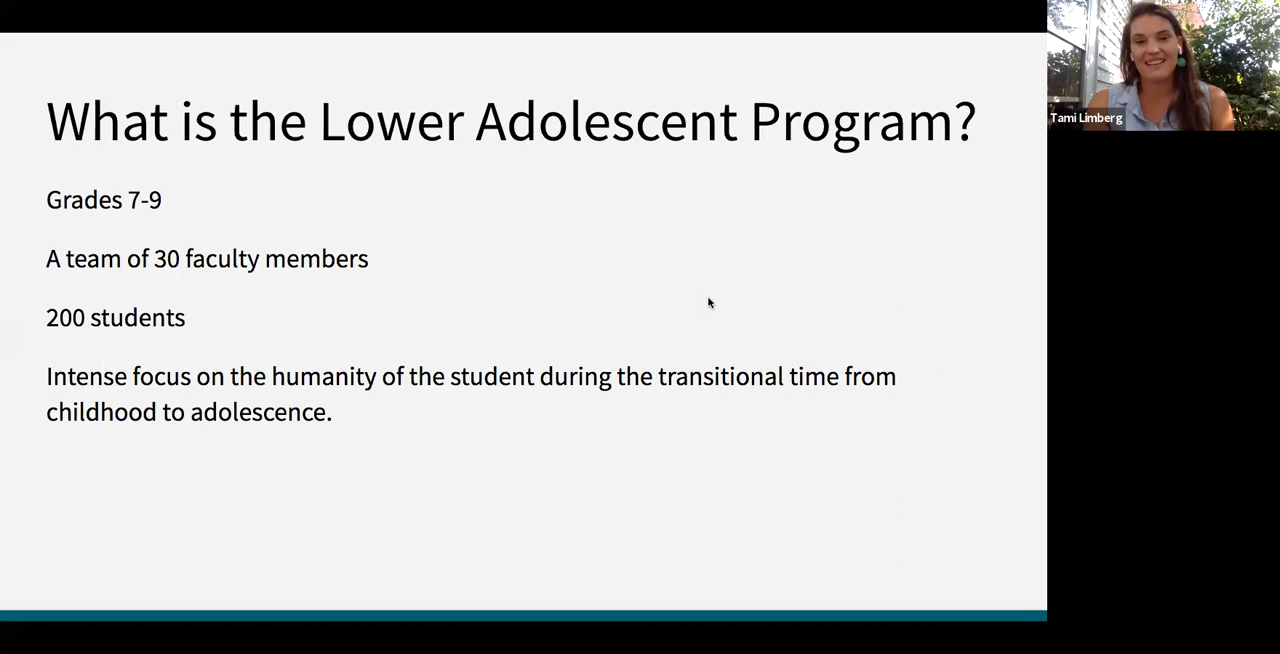 What is the Lower Adolescent Program?
Grades 7-9
A team of 30 faculty members
200 students
Intense focus on the humanity of the student during the transitional time from
childhood to adolescence.
Tami Limberg